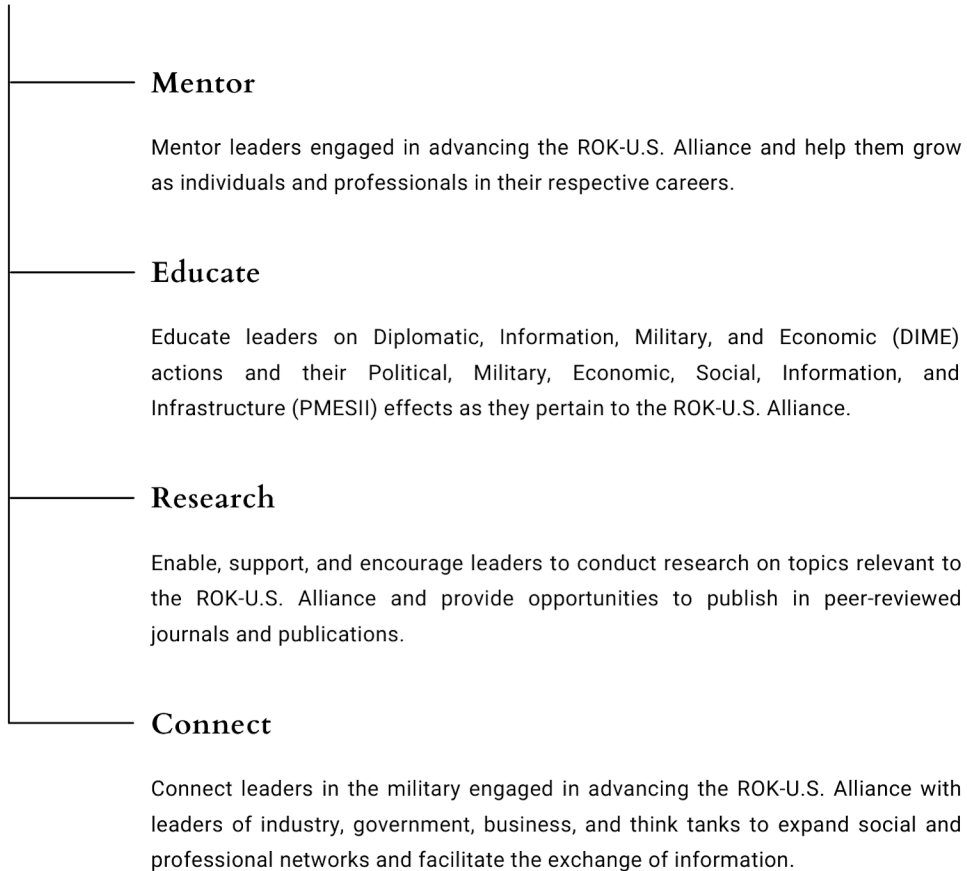 Mentor
Mentor leaders engaged in advancing the ROK-U.S. Alliance and help them grow
as individuals and professionals in their respective careers.
Educate
Educate leaders on Diplomatic, Information, Military, and Economic (DIME)
actions and their Political, Military, Economic, Social, Information, and
Infrastructure (PMESII) effects as they pertain to the ROK-U.S. Alliance.
Research
Enable, support, and encourage leaders to conduct research on topics relevant to
the ROK-U.S. Alliance and provide opportunities to publish in peer-reviewed
journals and publications.
Connect
Connect leaders in the military engaged in advancing the ROK-U.S. Alliance with
leaders of industry, government, business, and think tanks to expand social and
professional networks and facilitate the exchange of information.